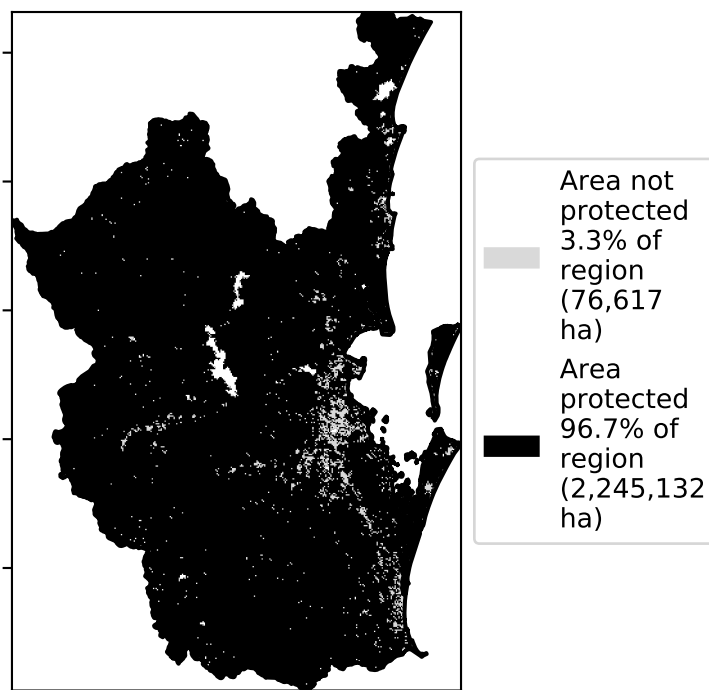 Area not
protected
3.3% of
region
(76,617
ha)
Area
protected
96.7% of
region
(2,245,132
ha)